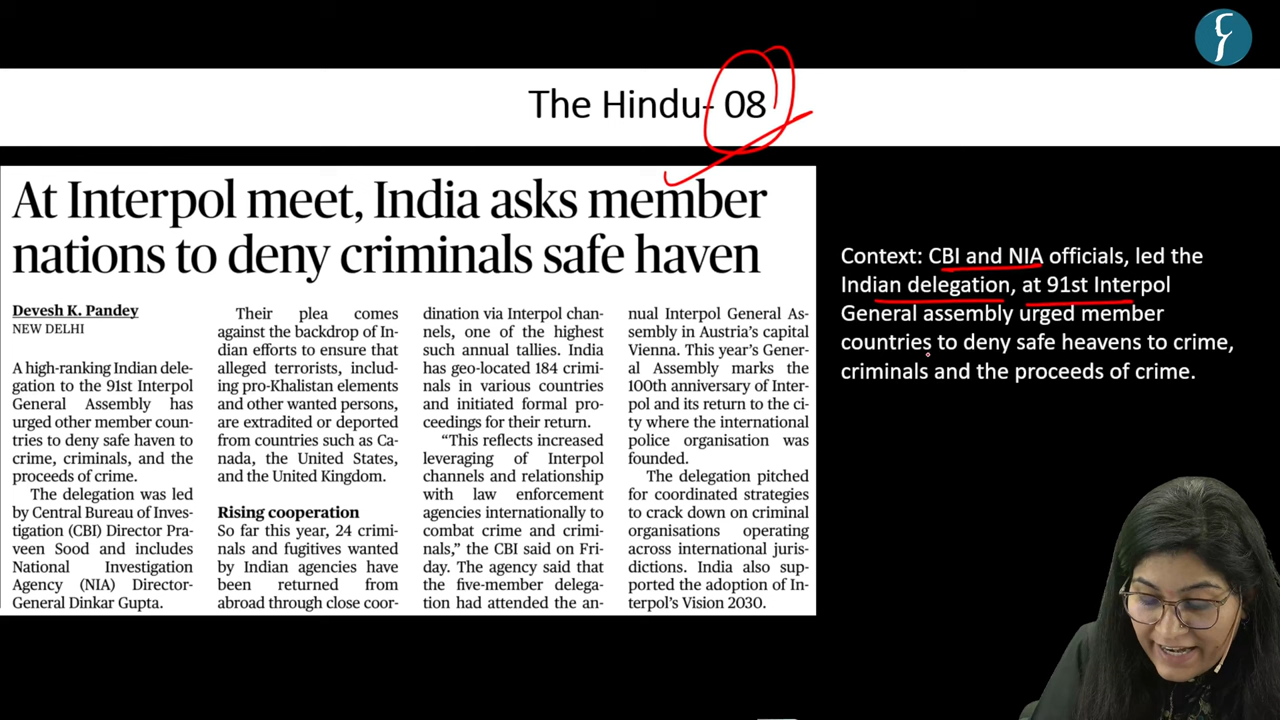 The Hindu- 08
At Interpol meet, India asks member
nations to deny criminals safe haven
Devesh K. Pandey
NEW DELHI
A high-ranking Indian dele-
gation to the 91st Interpol
General Assembly has
urged other member coun-
tries to deny safe haven to
crime, criminals, and the
proceeds of crime.
The delegation was led
by Central Bureau of Inves-
tigation (CBI) Director Pra-
veen Sood and includes
National Investigation
Agency (NIA) Director-
General Dinkar Gupta.
Their plea comes
against the backdrop of In-
dian efforts to ensure that
alleged terrorists, includ-
ing pro-Khalistan elements
and other wanted persons,
are extradited or deported
from countries such as Ca-
nada, the United States,
and the United Kingdom.
Rising cooperation
So far this year, 24 crimi-
nals and fugitives wanted
by Indian agencies have
been returned from
abroad through close coor-
dination via Interpol chan-
nels, one of the highest
such annual tallies. India
has geo-located 184 crimi-
nals in various countries
and initiated formal pro-
ceedings for their return.
“This reflects increased
leveraging of Interpol
channels and relationship
with law enforcement
agencies internationally to
combat crime and crimi-
nals,” the CBI said on Fri-
day. The agency said that
the five-member delega-
tion had attended the an-
nual Interpol General As-
sembly in Austria’s capital
Vienna. This year’s Gener-
al Assembly marks the
100th anniversary of Inter-
pol and its return to the ci-
ty where the international
police organisation was
founded.
The delegation pitched
for coordinated strategies
to crack down on criminal
organisations operating
across international juris-
dictions. India also sup-
ported the adoption of In-
terpol’s Vision 2030.
Context: CBI and NIA officials, led the
Indian delegation, at 91st Interpol
General assembly urged member
countries to deny safe heavens to crime,
criminals and the proceeds of crime.